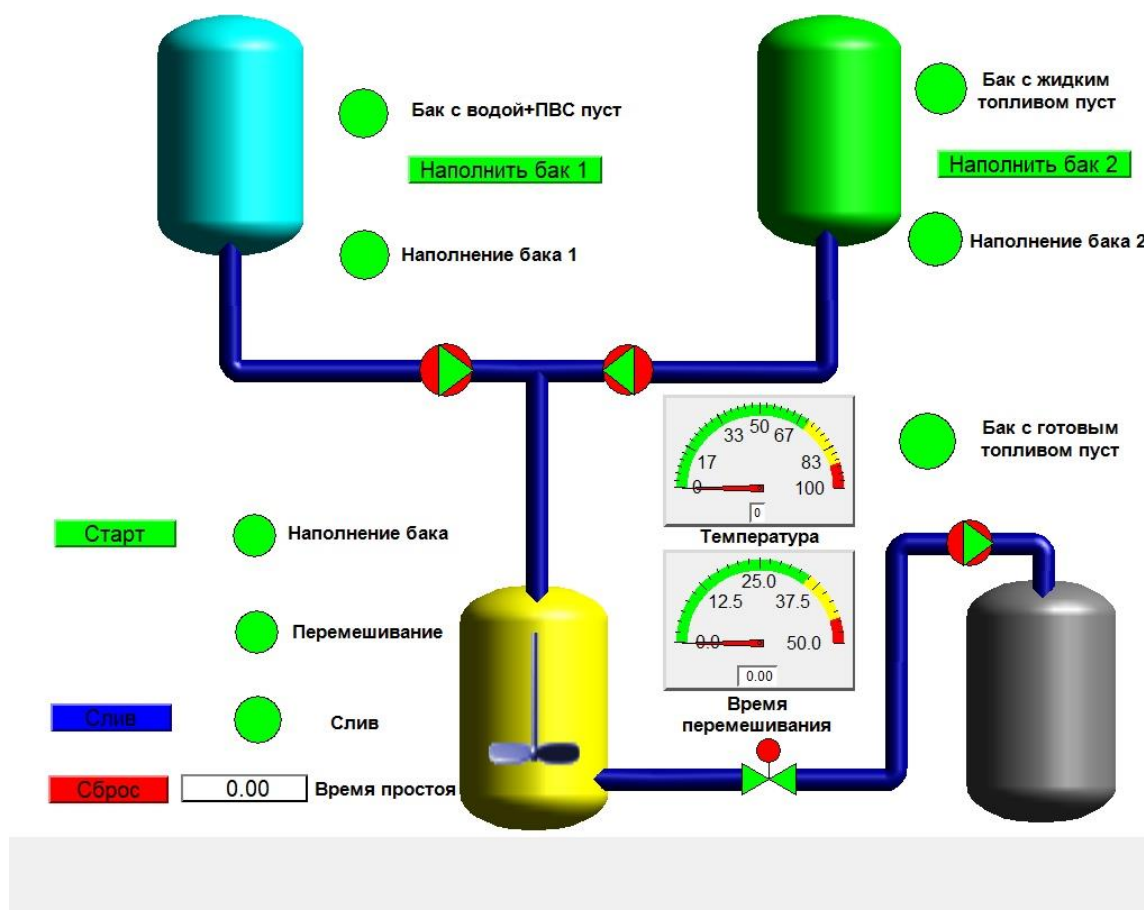 Бак с водой+ПВС пуст
Наполнить бак 1
Наполнение бака 1
Бак с жидким
топливом пуст
Наполнить бак 2
Наполнение бака 2
0
17
33
50
67
83
100
0
Температура
Бак с готовым
топливом пуст
Старт
Наполнение бака
Перемешивание
0.0
12.5
25.0
37.5
50.0
0.00
Время
перемешивания
Слив
Слив
Сброс
0.00
Время простоя